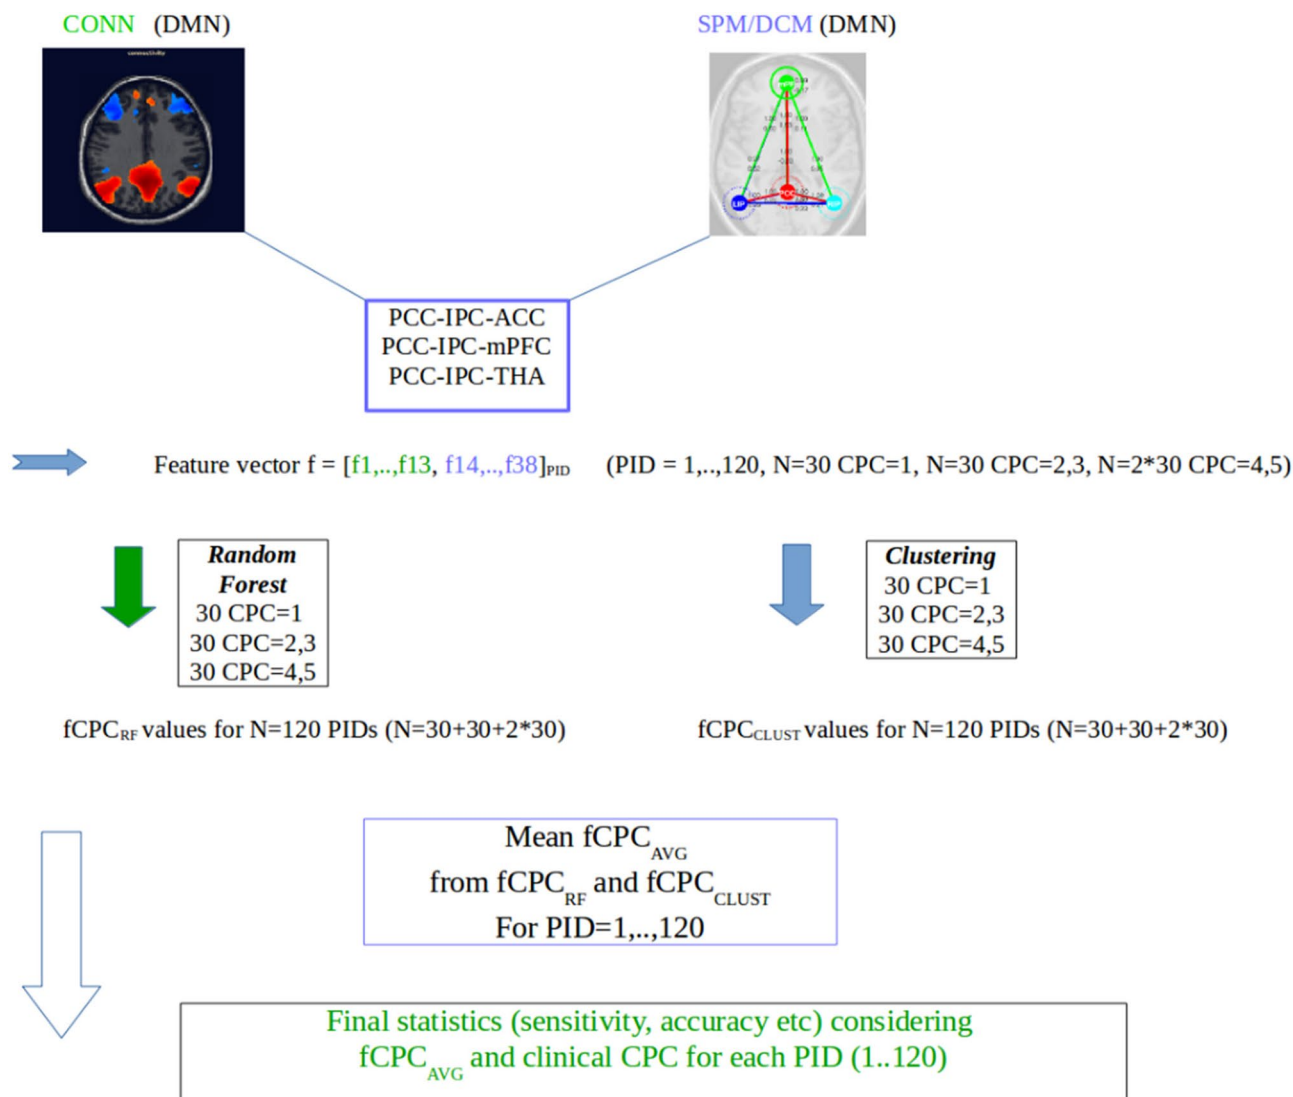 CONN (DMN)
SPM/DCM (DMN)
PCC
PCC-IPC-ACC
PCC-IPC-mPFC
PCC-IPC-THA
Feature vector f = [f1,..,f13, f14,..,f38]PID (PID = 1,..,120, N=30 CPC=1, N=30 CPC=2,3, N=2*30 CPC=4,5)
Random
Forest
30 CPC=1
30 CPC=2,3
30 CPC=4,5
Clustering
30 CPC=1
30 CPC=2,3
30 CPC=4,5
fCPCRF values for N=120 PIDs (N=30+30+2*30)
fCPCCLUST values for N=120 PIDs (N=30+30+2*30)
Mean fCPCAVG
from fCPCRF and fCPCCLUST
For PID=1,..,120
Final statistics (sensitivity, accuracy etc) considering
fCPCAVG and clinical CPC for each PID (1..120)